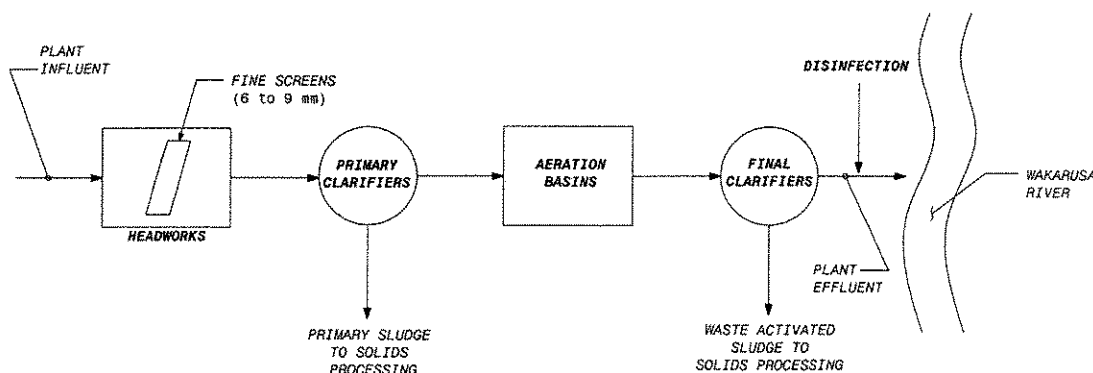 PLANT
INFLUENT
FINE SCREENS
(6 to 9 mm)
HEADWORKS
PRIMARY
CLARIFIERS
PRIMARY SLUDGE
TO SOLIDS
PROCESSING
AERATION
BASINS
FINAL
CLARIFIERS
WASTE ACTIVATED
SLUDGE TO
SOLIDS PROCESSING
DISINFECTION
PLANT
EFFLUENT
WAKARUSA
RIVER